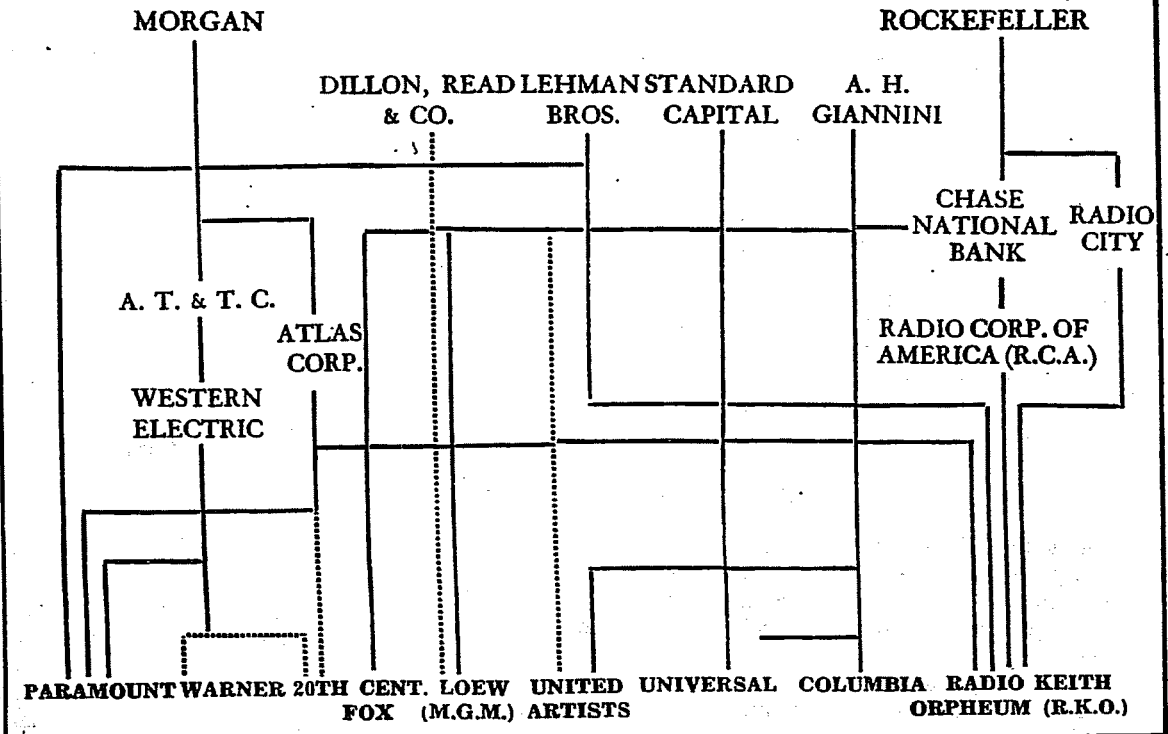 MORGAN
ROCKEFELLER
DILLON, READ
& CO.
LEHMAN
BROS.
STANDARD
CAPITAL
A. H.
GIANNINI
CHASE
NATIONAL
BANK
RADIO
CITY
A. T. & T. C.
ATLAS
CORP.
RADIO CORP. OF
AMERICA (R.C.A.)
WESTERN
ELECTRIC
PARAMOUNT
WARNER
20TH CENT.
FOX
LOEW
(M.G.M.)
UNITED
ARTISTS
UNIVERSAL
COLUMBIA
RADIO KEITH
ORPHEUM (R.K.O.)